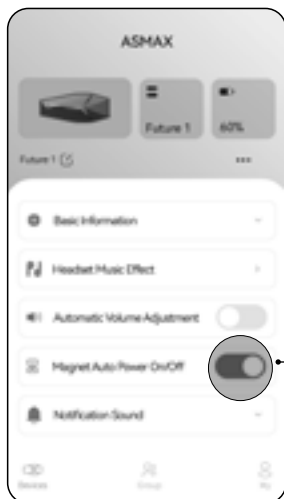 ASMAX
Future 1
60%
Future 1
Basic Information
Headset Music Effect
Automatic Volume Adjustment
Magnet Auto Power On/Off
Notification Sound
Devices
Group
My